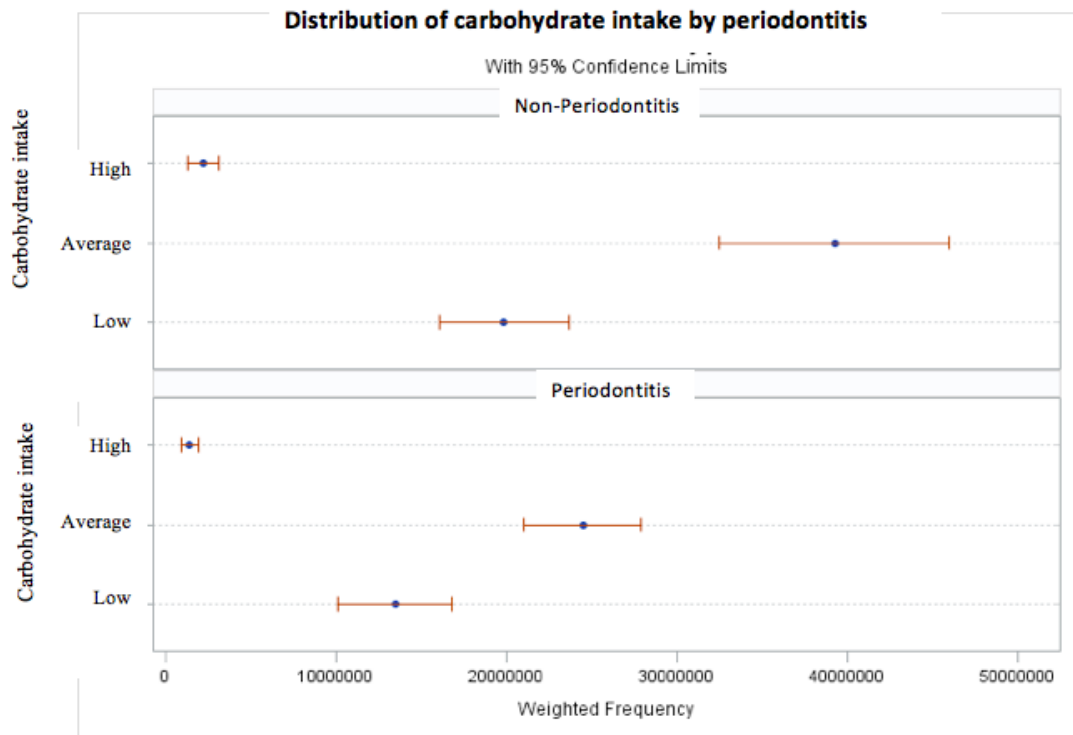 Distribution of carbohydrate intake by periodontitis
With 95% Confidence Limits
Non-Periodontitis
Carbohydrate intake
High
Average
Low
Periodontitis
Carbohydrate intake
High
Average
Low
0 10000000 20000000 30000000 40000000 50000000
Weighted Frequency